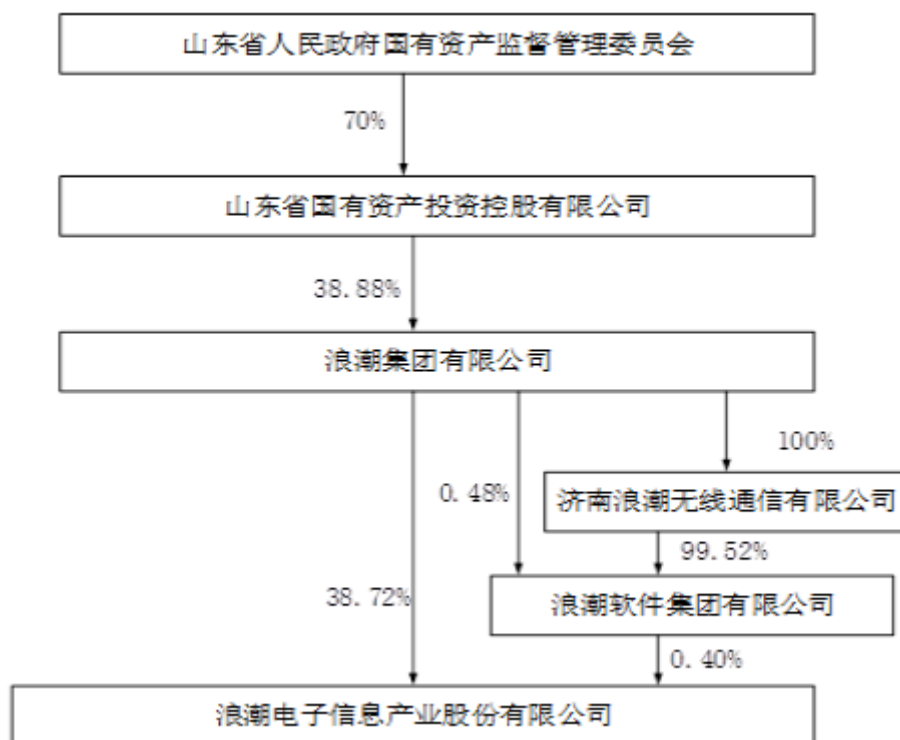 山东省人民政府国有资产监督管理委员会
70%
山东省国有资产投资控股有限公司
38.88%
浪潮集团有限公司
100%
0.48%
济南浪潮无线通信有限公司
99.52%
38.72%
浪潮软件集团有限公司
0.40%
浪潮电子信息产业股份有限公司